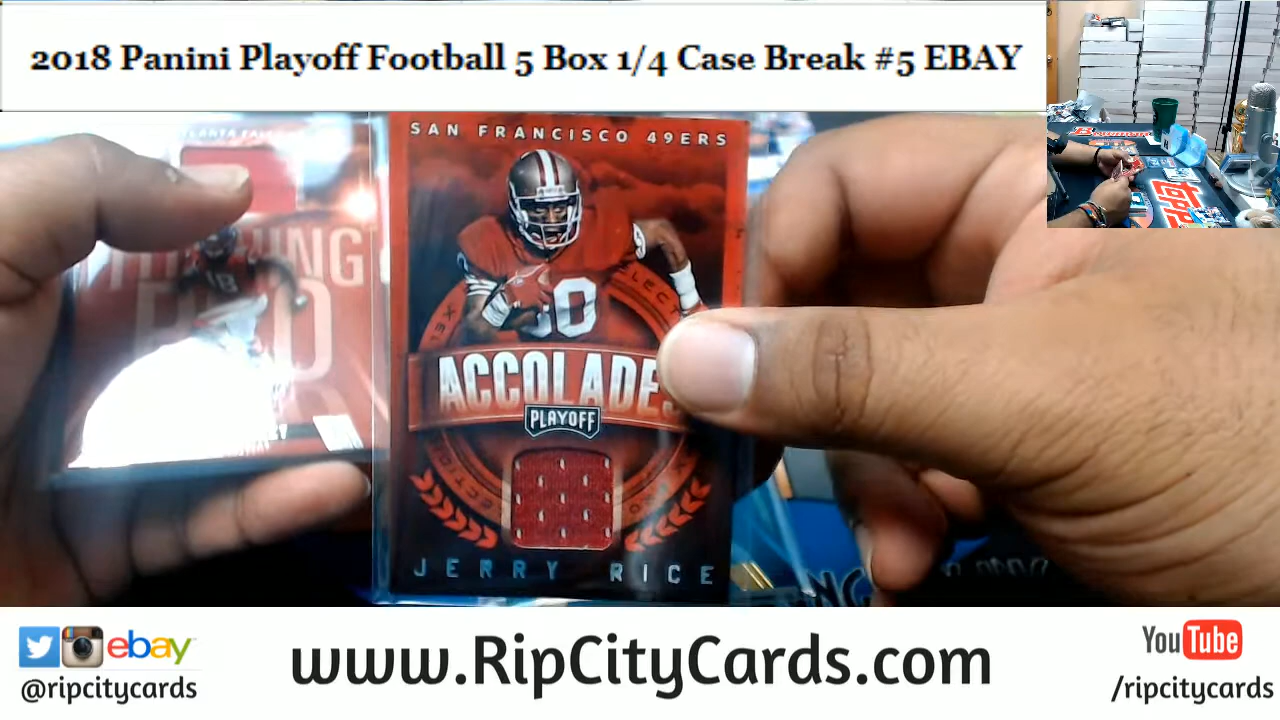 2018 Panini Playoff Football 5 Box 1/4 Case Break #5 EBAY
SAN FRANCISCO 49ERS
80
ACCOLADES
PLAYOFF
JERRY RICE
ebay
@ripcitycards
www.RipCityCards.com
YouTube
/ripcitycards